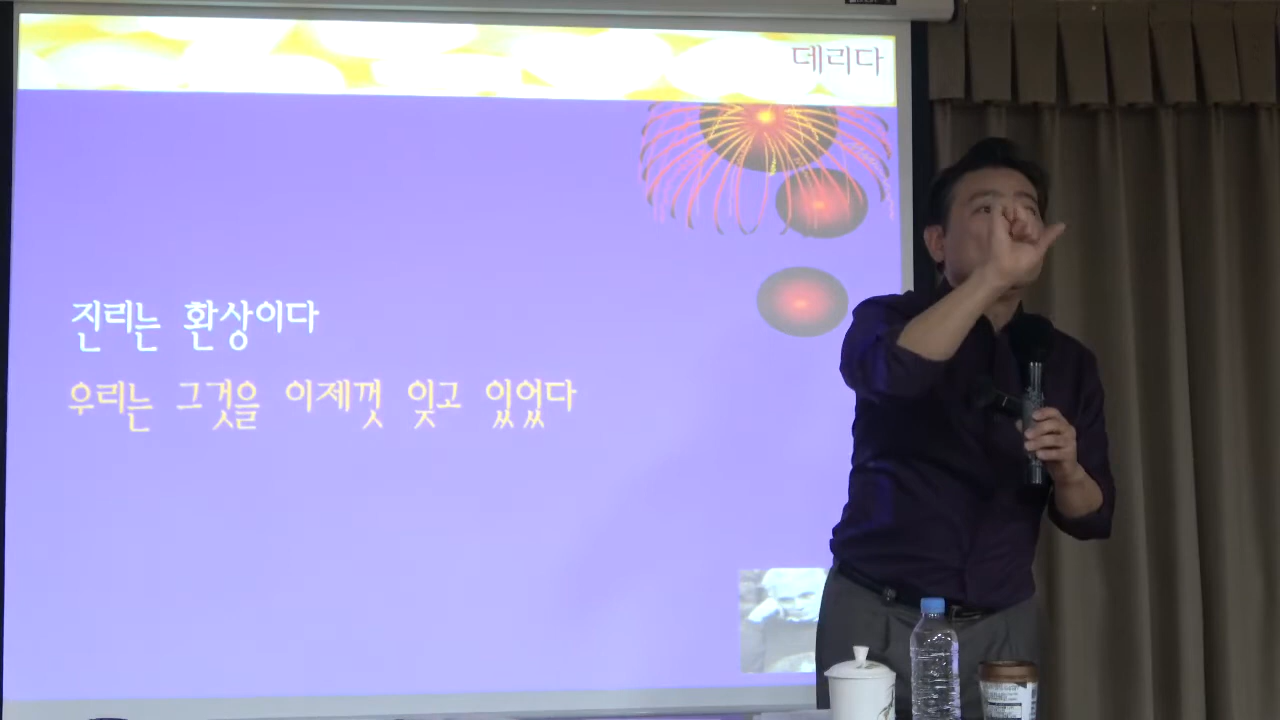 데리다
진리는 환상이다
우리는 그것을 이제껏 잊고 있었다